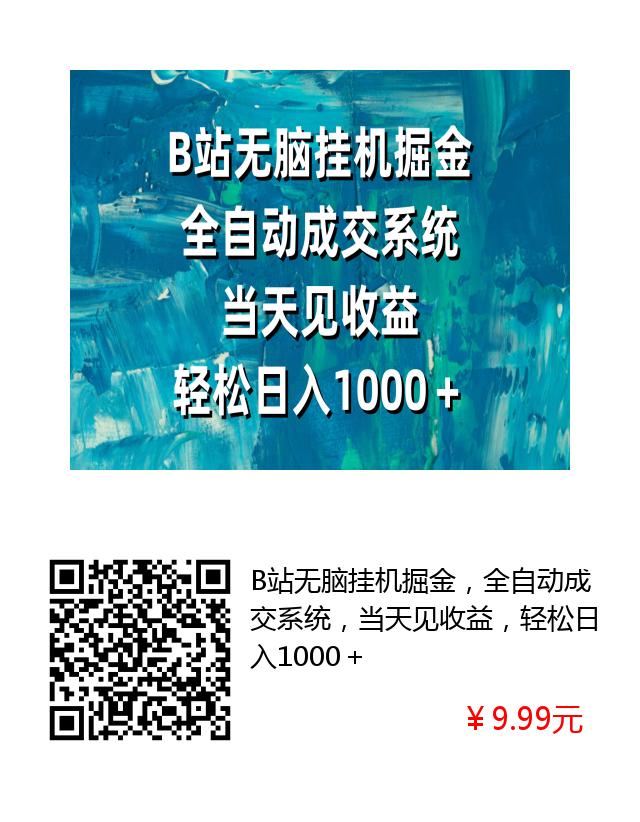 B站无脑挂机掘金
全自动成交系统
当天见收益
轻松日入1000＋
B站无脑挂机掘金，全自动成
交系统，当天见收益，轻松日
入1000＋
￥9.99元